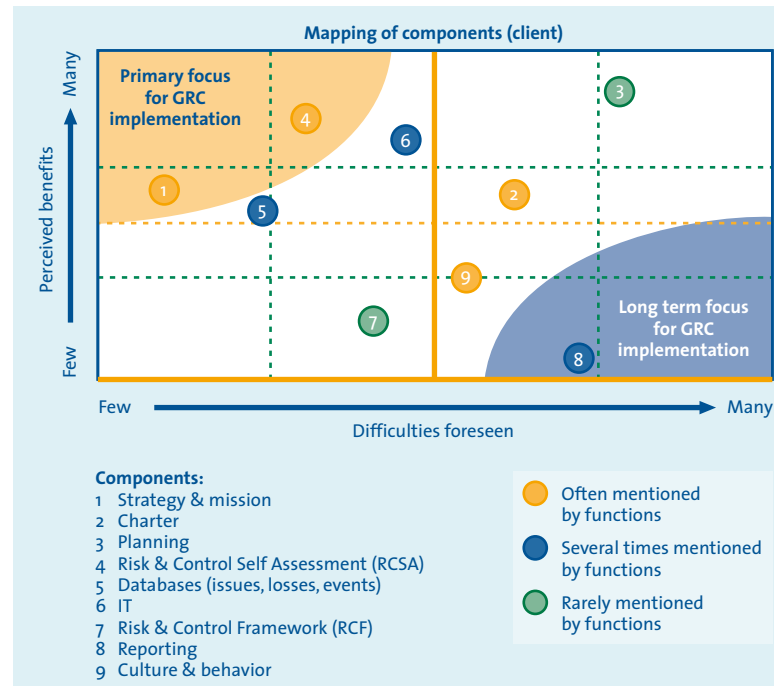 Mapping of components (client)
Many
Perceived benefits
Few
Primary focus
for GRC
implementation
4
6
3
1
5
2
9
7
8
Long term focus
for GRC
implementation
Few
Many
Difficulties foreseen
Components:
1 Strategy & mission
2 Charter
3 Planning
4 Risk & Control Self Assessment (RCSA)
5 Databases (issues, losses, events)
6 IT
7 Risk & Control Framework (RCF)
8 Reporting
9 Culture & behavior
Often mentioned
by functions
Several times mentioned
by functions
Rarely mentioned
by functions